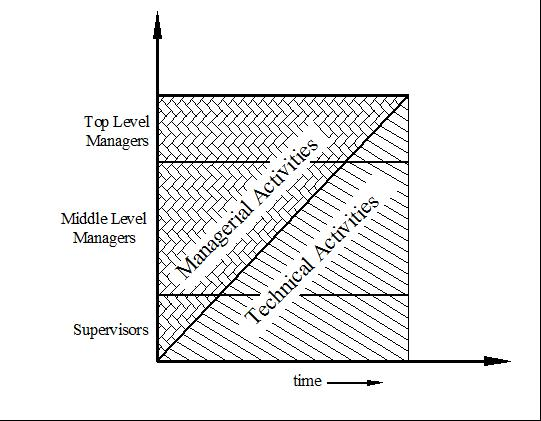 Top Level
Managers
Managerial Activities
Middle Level
Managers
Technical Activities
Supervisors
time